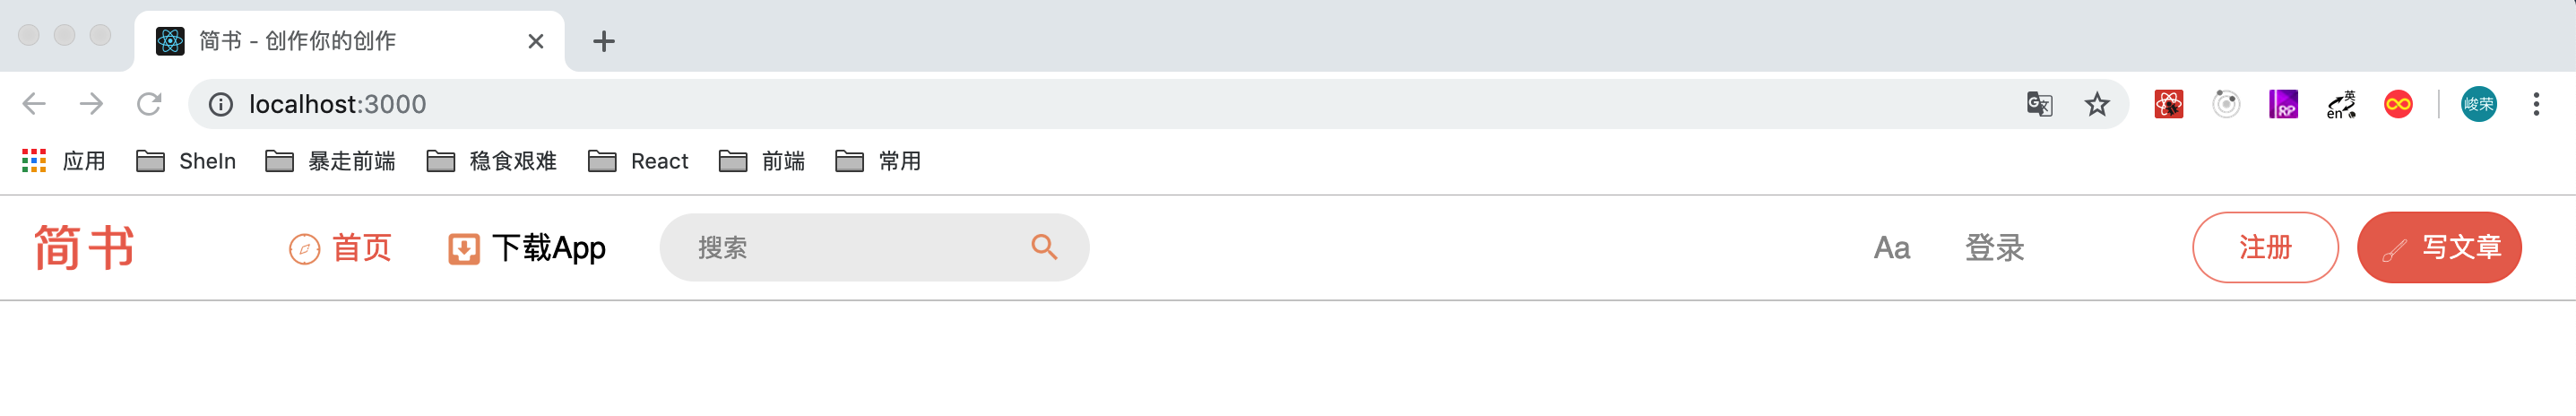 简书 - 创作你的创作
localhost:3000
英
en
RP
峻荣
应用 SheIn 暴走前端 稳食艰难 React 前端 常用
简书 首页 下载App 搜索 Aa 登录 注册 写文章